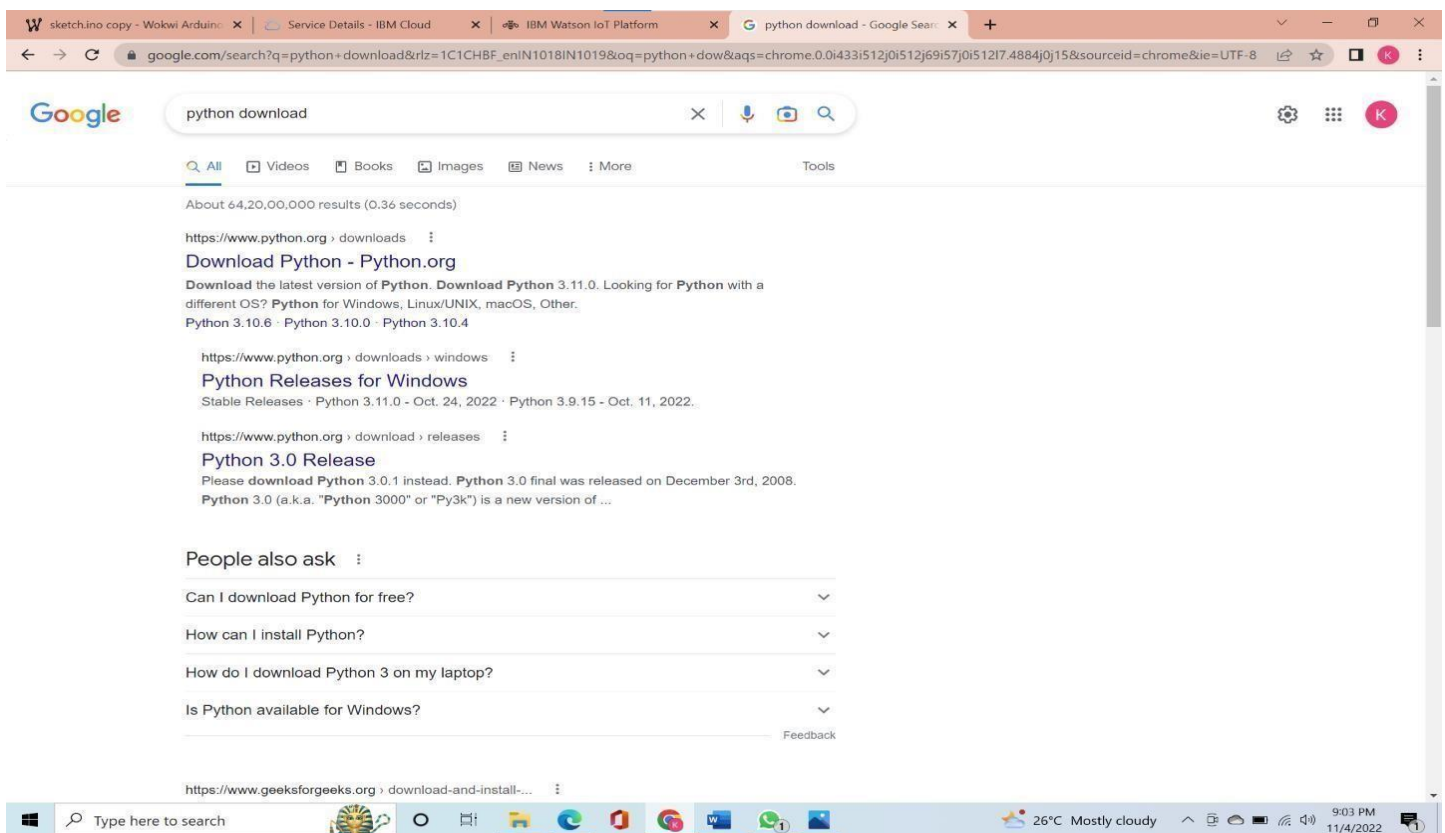 sketch.ino copy - Wokwi Arduino
Service Details - IBM Cloud
IBM Watson IoT Platform
python download - Google Searc
google.com/search?q=python+download&rlz=1C1CHBF_enIN1018IN1019&oq=python+dow&aqs=chrome.0.0i433i512j0i512j69i57j0i512l7.4884j0j15&sourceid=chrome&ie=UTF-8
K
Google
python download
K
All Videos Books Images News More Tools
About 64,20,00,000 results (0.36 seconds)
https://www.python.org › downloads
Download Python - Python.org
Download the latest version of Python. Download Python 3.11.0. Looking for Python with a
different OS? Python for Windows, Linux/UNIX, macOS, Other.
Python 3.10.6 · Python 3.10.0 · Python 3.10.4
https://www.python.org › downloads › windows
Python Releases for Windows
Stable Releases · Python 3.11.0 - Oct. 24, 2022 · Python 3.9.15 - Oct. 11, 2022.
https://www.python.org › download › releases
Python 3.0 Release
Please download Python 3.0.1 instead. Python 3.0 final was released on December 3rd, 2008.
Python 3.0 (a.k.a. "Python 3000" or "Py3k") is a new version of ...
People also ask
Can I download Python for free?
How can I install Python?
How do I download Python 3 on my laptop?
Is Python available for Windows?
Feedback
https://www.geeksforgeeks.org › download-and-install-...
Type here to search
1
26°C Mostly cloudy
9:03 PM
11/4/2022
1